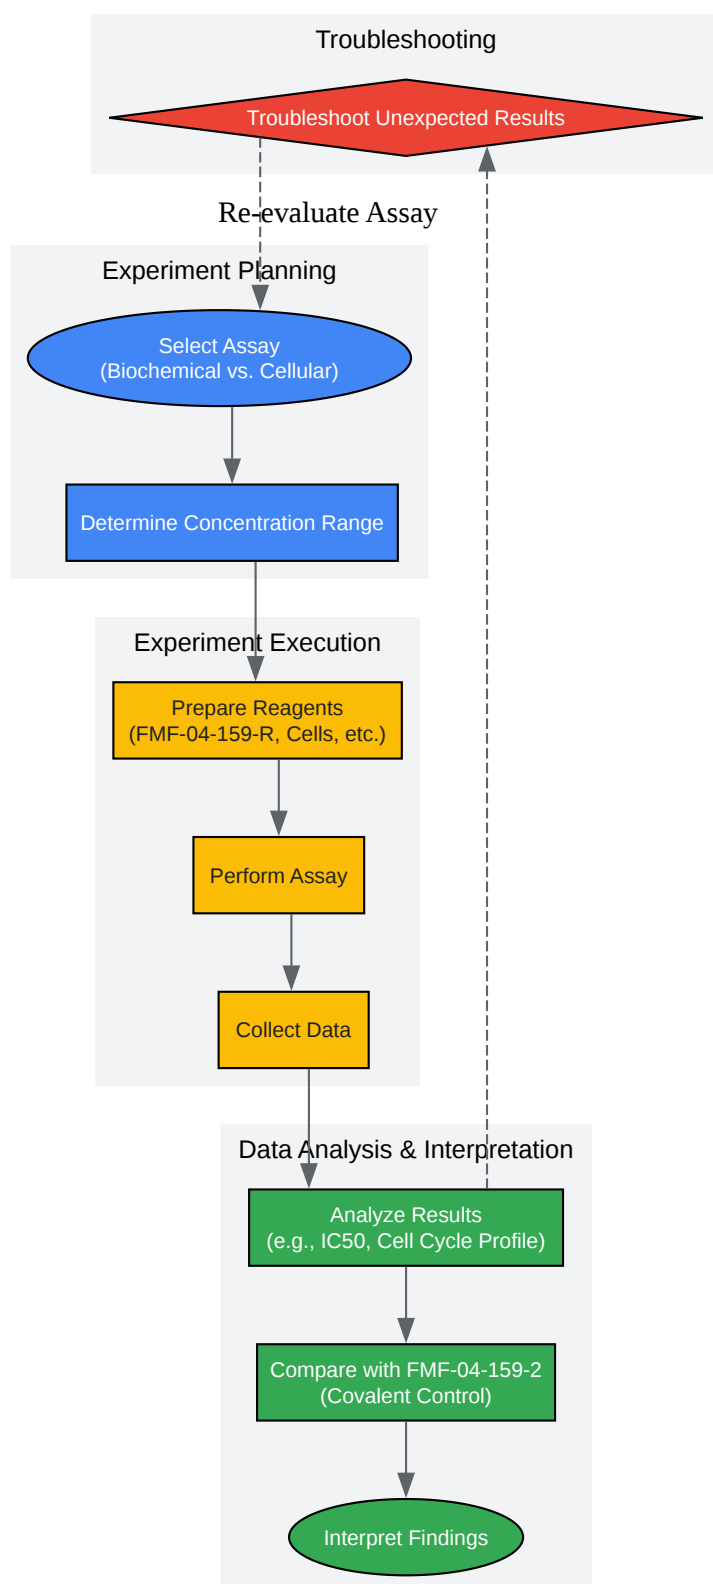 Troubleshooting
Troubleshoot Unexpected Results
Re-evaluate Assay
Experiment Planning
Select Assay
(Biochemical vs. Cellular)
Determine Concentration Range
Experiment Execution
Prepare Reagents
(FMF-04-159-R, Cells, etc.)
Perform Assay
Collect Data
Data Analysis & Interpretation
Analyze Results
(e.g., IC50, Cell Cycle Profile)
Compare with FMF-04-159-2
(Covalent Control)
Interpret Findings